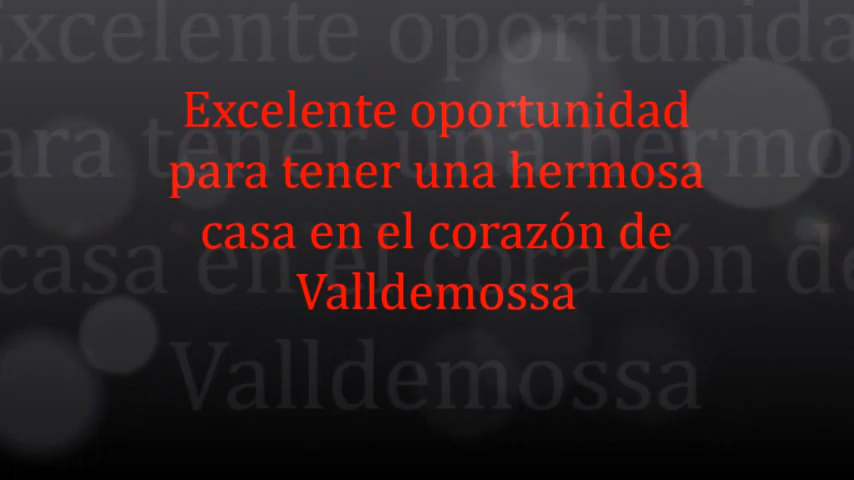 Excelente oportunidad
para tener una hermosa
casa en el corazón de
Valldemossa